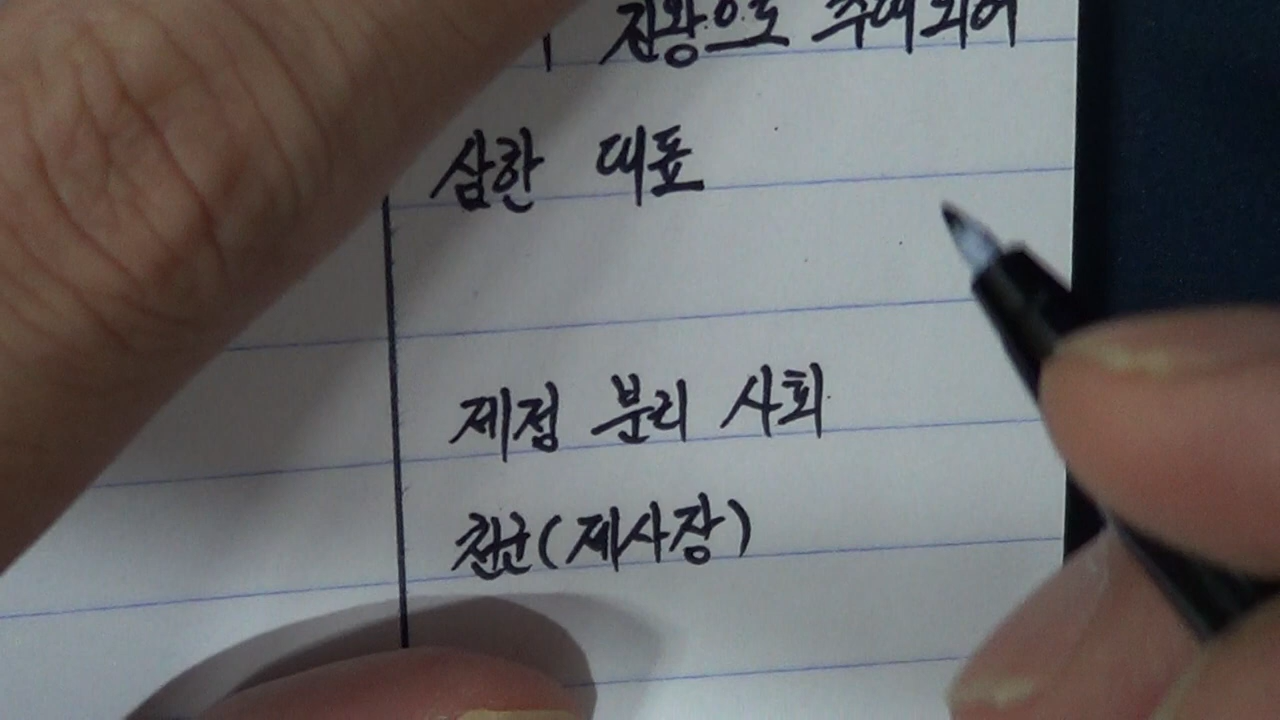 진왕으로 추대되어
삼한 대표
제정 분리 사회
천군(제사장)